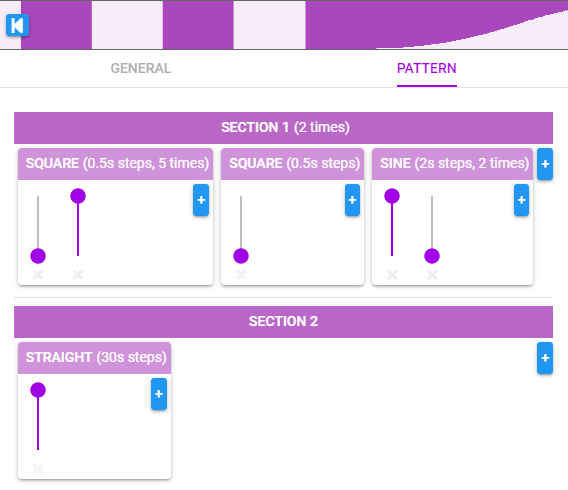 GENERAL PATTERN
SECTION 1 (2 times)
SQUARE (0.5s steps, 5 times) SQUARE (0.5s steps) SINE (2s steps, 2 times) +
+ + +
SECTION 2
STRAIGHT (30s steps) +
+